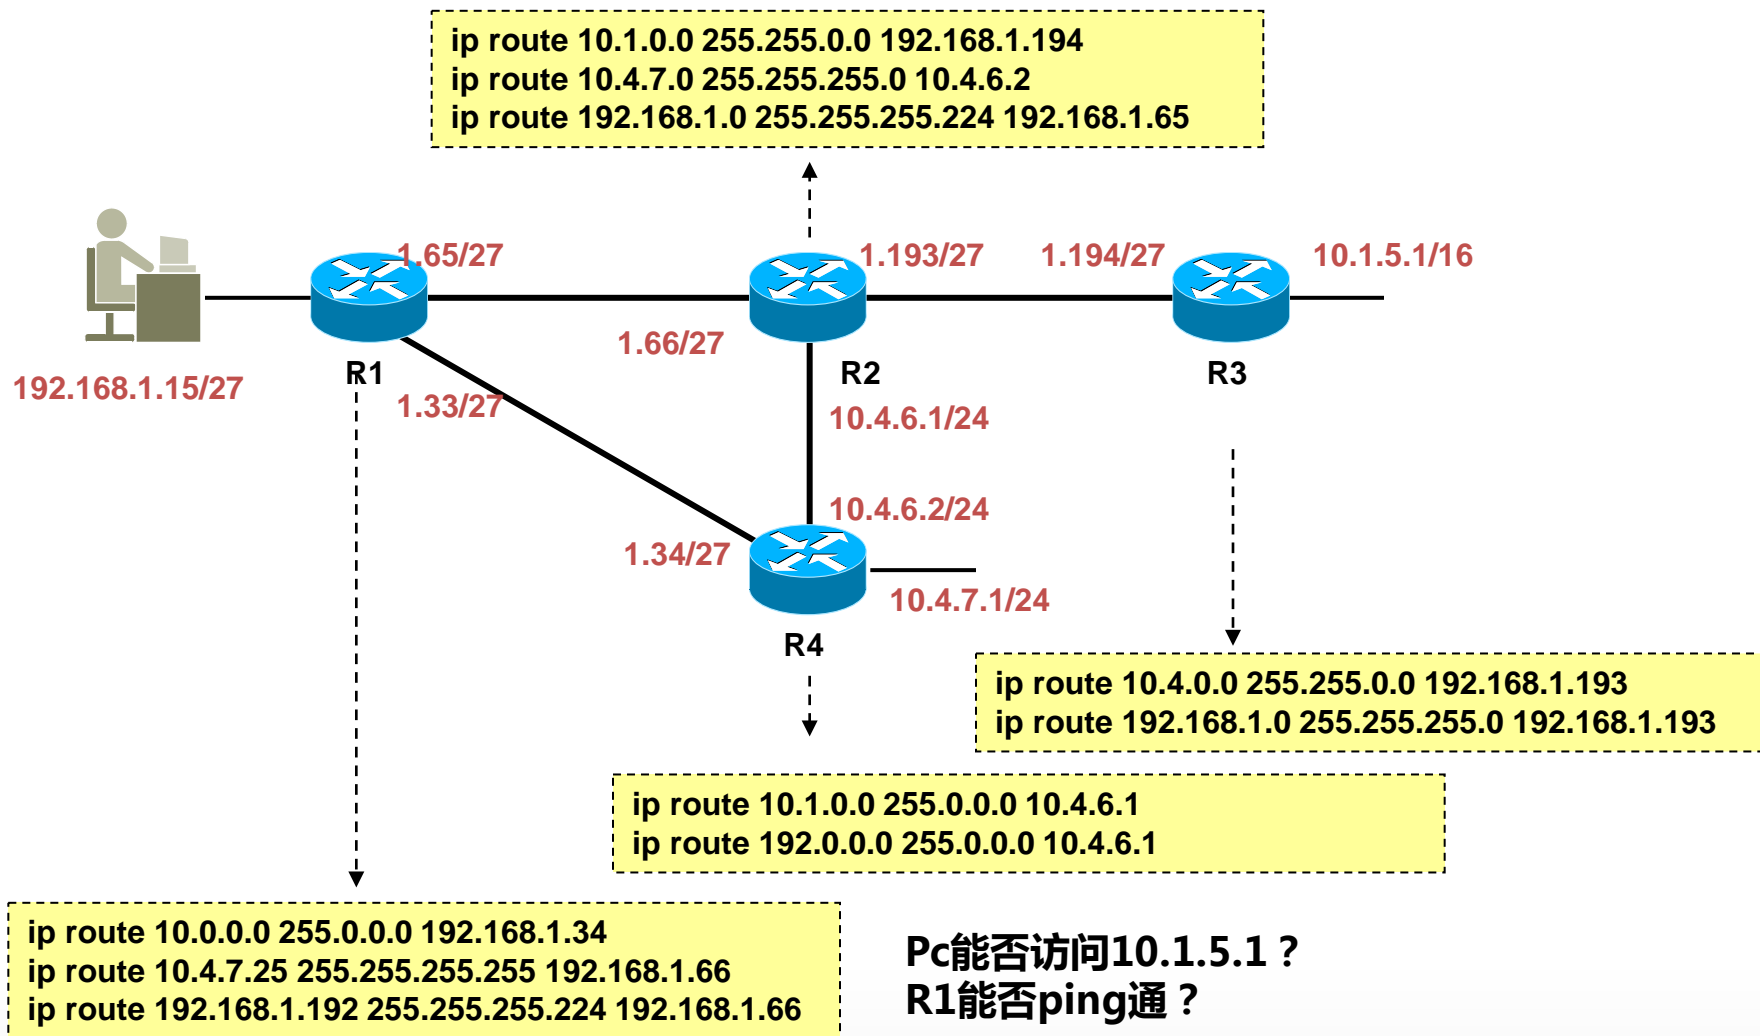 ip route 10.1.0.0 255.255.0.0 192.168.1.194
ip route 10.4.7.0 255.255.255.0 10.4.6.2
ip route 192.168.1.0 255.255.255.224 192.168.1.65
1.65/27
1.193/27
1.194/27
10.1.5.1/16
1.66/27
R1
R2
R3
192.168.1.15/27
1.33/27
10.4.6.1/24
10.4.6.2/24
1.34/27
10.4.7.1/24
R4
ip route 10.4.0.0 255.255.0.0 192.168.1.193
ip route 192.168.1.0 255.255.255.0 192.168.1.193
ip route 10.1.0.0 255.0.0.0 10.4.6.1
ip route 192.0.0.0 255.0.0.0 10.4.6.1
ip route 10.0.0.0 255.0.0.0 192.168.1.34
ip route 10.4.7.25 255.255.255.255 192.168.1.66
ip route 192.168.1.192 255.255.255.224 192.168.1.66
Pc能否访问10.1.5.1？
R1能否ping通？